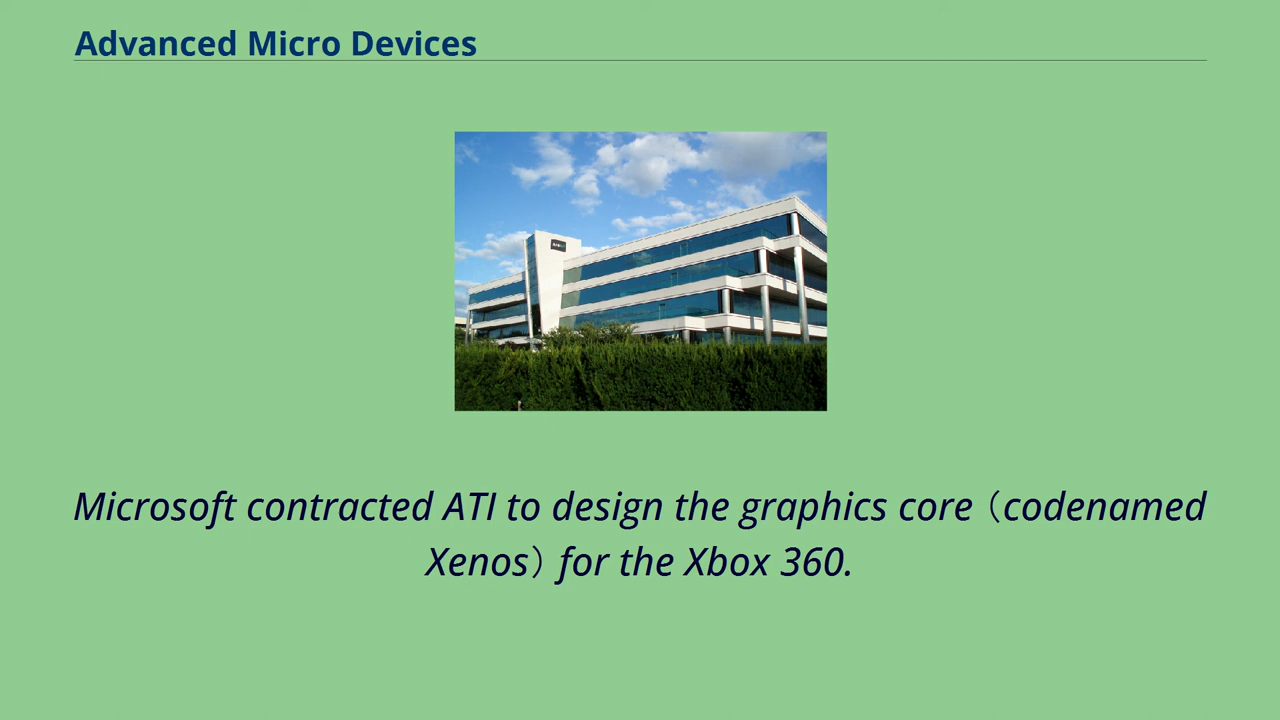 Advanced Micro Devices
Microsoft contracted ATI to design the graphics core（codenamed
Xenos）for the Xbox 360.